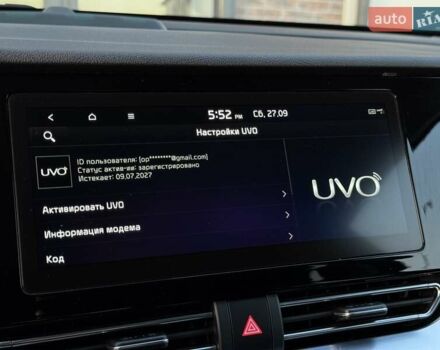 auto RIA
5:52 PM Сб, 27.09
Настройки UVO
UVO
ID пользователя: (op********@gmail.com)
Статус актив-ии: зарегистрировано
Истекает: 09.07.2027
Активировать UVO
Информация модема
Код
UVO